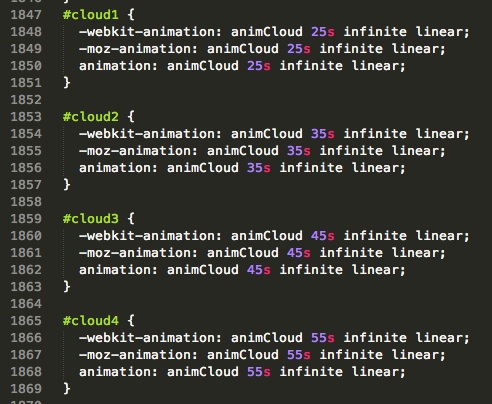 1847 #cloud1 {
1848 -webkit-animation: animCloud 25s infinite linear;
1849 -moz-animation: animCloud 25s infinite linear;
1850 animation: animCloud 25s infinite linear;
1851 }
1852
1853 #cloud2 {
1854 -webkit-animation: animCloud 35s infinite linear;
1855 -moz-animation: animCloud 35s infinite linear;
1856 animation: animCloud 35s infinite linear;
1857 }
1858
1859 #cloud3 {
1860 -webkit-animation: animCloud 45s infinite linear;
1861 -moz-animation: animCloud 45s infinite linear;
1862 animation: animCloud 45s infinite linear;
1863 }
1864
1865 #cloud4 {
1866 -webkit-animation: animCloud 55s infinite linear;
1867 -moz-animation: animCloud 55s infinite linear;
1868 animation: animCloud 55s infinite linear;
1869 }